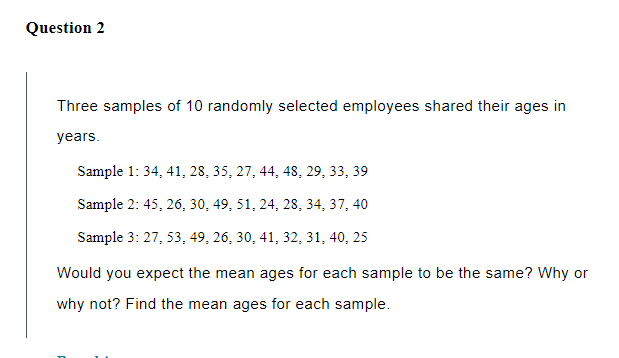 Question 2
Three samples of 10 randomly selected employees shared their ages in
years.
Sample 1: 34, 41, 28, 35, 27, 44, 48, 29, 33, 39
Sample 2: 45, 26, 30, 49, 51, 24, 28, 34, 37, 40
Sample 3: 27, 53, 49, 26, 30, 41, 32, 31, 40, 25
Would you expect the mean ages for each sample to be the same? Why or
why not? Find the mean ages for each sample.